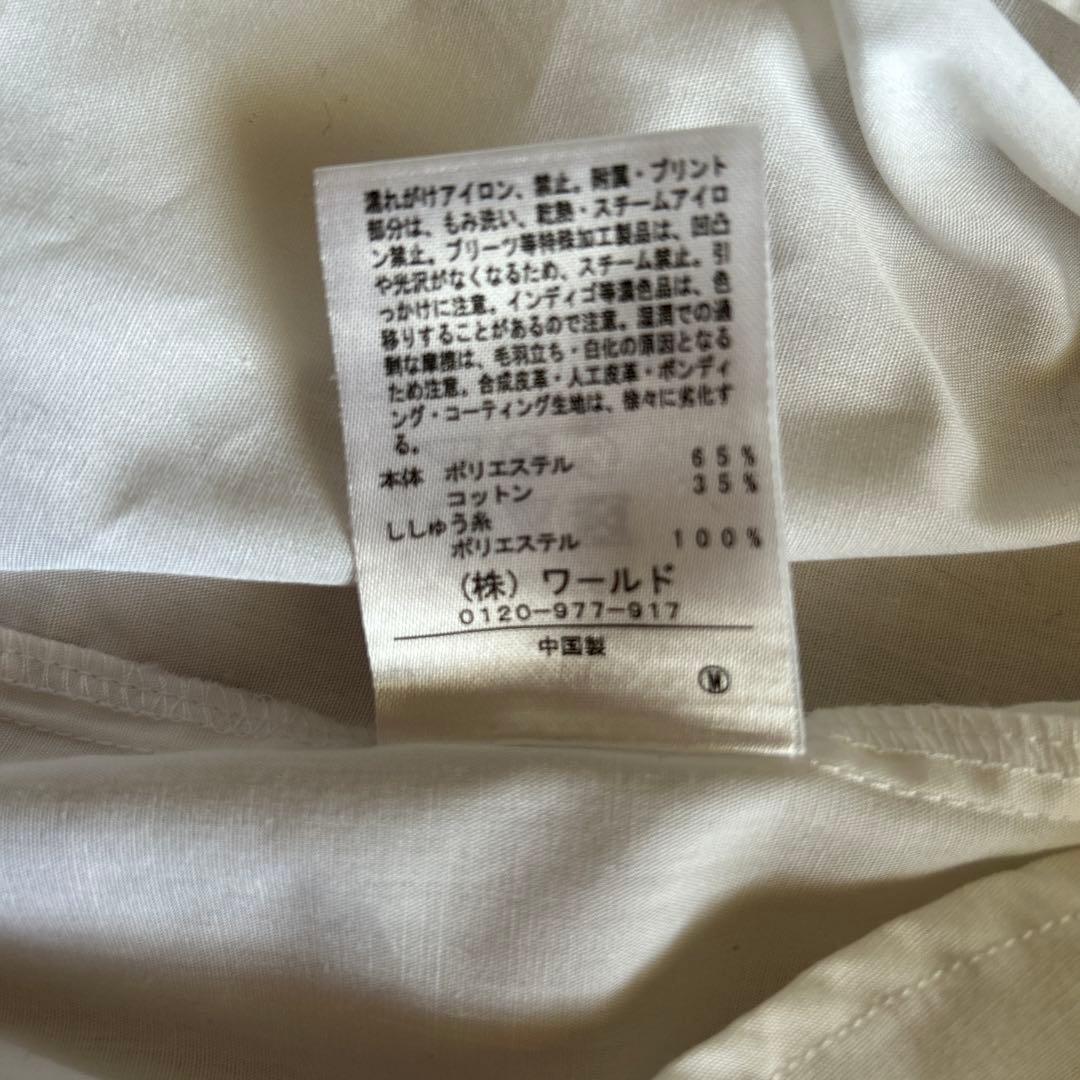 濡れがけアイロン、禁止。附属・プリント
部分は、もみ洗い、乾熱・スチームアイロ
ン禁止。プリーツ等特殊加工製品は、凹凸
や光沢がなくなるため、スチーム禁止。引
っかけに注意。インディゴ等濃色品は、色
移りすることがあるので注意。湿潤での過
剰な摩擦は、毛羽立ち・白化の原因となる
ため注意。合成皮革・人工皮革・ボンディ
ング・コーティング生地は、徐々に劣化す
る。
本体 ポリエステル 65%
コットン 35%
ししゅう糸
ポリエステル 100%
(株) ワールド
0120-977-917
中国製
M